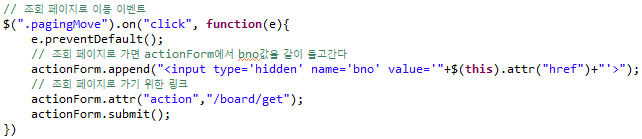 // 조회 페이지로 이동 이벤트
$(".pagingMove").on("click", function(e){
    e.preventDefault();
    // 조회 페이지로 가면 actionForm에서 bno값을 같이 들고간다
    actionForm.append("<input type='hidden' name='bno' value='"+$(this).attr("href")+"'>");
    // 조회 페이지로 가기 위한 링크
    actionForm.attr("action","/board/get");
    actionForm.submit();
})